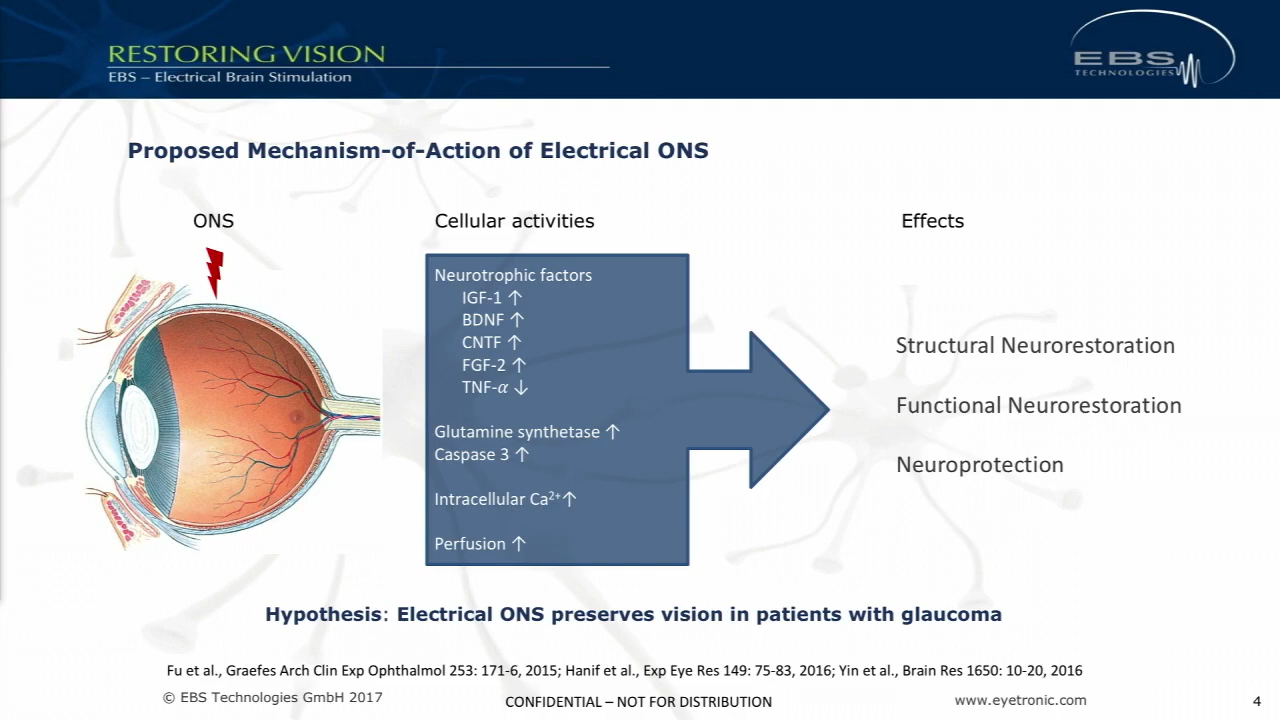 RESTORING VISION
EBS – Electrical Brain Stimulation
EBS
TECHNOLOGIES
Proposed Mechanism-of-Action of Electrical ONS
ONS
Cellular activities
Effects
Neurotrophic factors
IGF-1 ↑
BDNF ↑
CNTF ↑
FGF-2 ↑
TNF-α ↓
Glutamine synthetase ↑
Caspase 3 ↑
Intracellular Ca²⁺↑
Perfusion ↑
Structural Neurorestoration
Functional Neurorestoration
Neuroprotection
Hypothesis: Electrical ONS preserves vision in patients with glaucoma
Fu et al., Graefes Arch Clin Exp Ophthalmol 253: 171-6, 2015; Hanif et al., Exp Eye Res 149: 75-83, 2016; Yin et al., Brain Res 1650: 10-20, 2016
© EBS Technologies GmbH 2017
CONFIDENTIAL – NOT FOR DISTRIBUTION
www.eyetronic.com
4